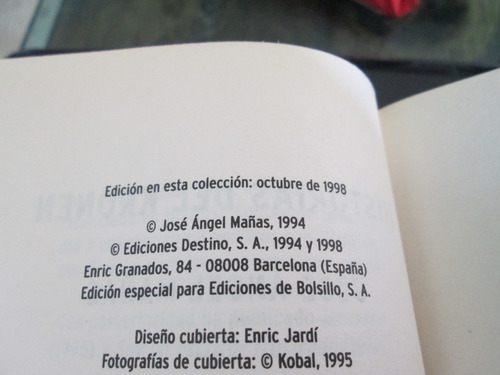 Edición en esta colección: octubre de 1998
© José Ángel Mañas, 1994
© Ediciones Destino, S. A., 1994 y 1998
Enric Granados, 84 - 08008 Barcelona (España)
Edición especial para Ediciones de Bolsillo, S. A.
Diseño cubierta: Enric Jardí
Fotografías de cubierta: © Kobal, 1995